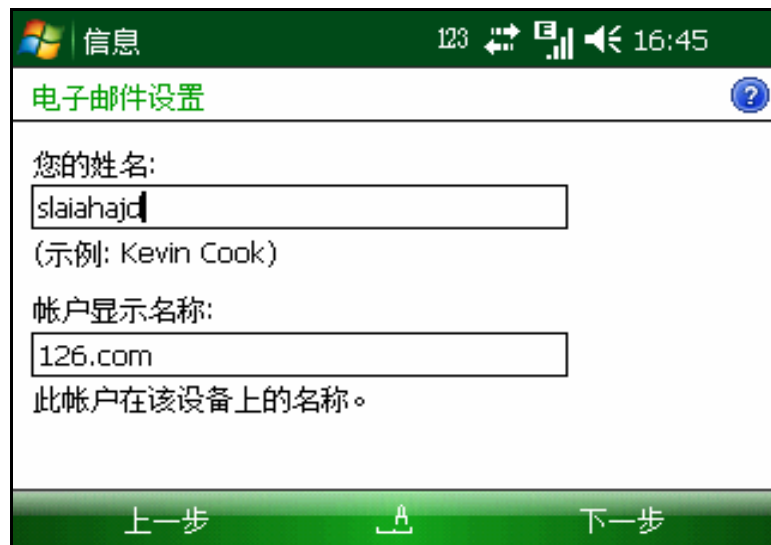 信息 123 E 16:45
电子邮件设置 ?
您的姓名:
slaiahajd
(示例: Kevin Cook)
帐户显示名称:
126.com
此帐户在该设备上的名称。
上一步 A 下一步